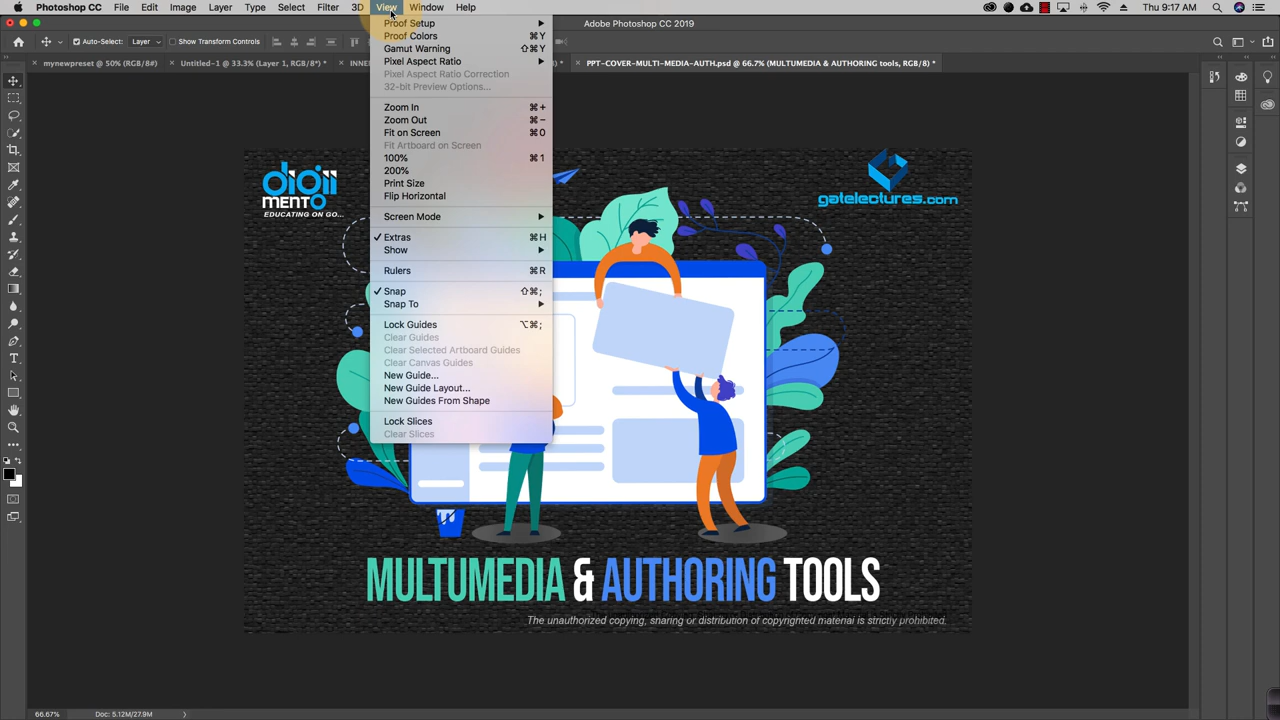 Photoshop CC File Edit Image Layer Type Select Filter 3D View Window Help Thu 9:17 AM
Adobe Photoshop CC 2019
Auto-Select: Layer Show Transform Controls
mynewpreset @ 50% (RGB/8#) Untitled-1 @ 33.3% (Layer 1, RGB/8*) * PPT-COVER-MULTI-MEDIA-AUTH.psd @ 66.7% (MULTUMEDIA & AUTHORING tools, RGB/8) *
Proof Setup
Proof Colors ⌘Y
Gamut Warning ⇧⌘Y
Pixel Aspect Ratio
Pixel Aspect Ratio Correction
32-bit Preview Options...
Zoom In ⌘+
Zoom Out ⌘−
Fit on Screen ⌘0
Fit Artboard on Screen
100% ⌘1
200%
Print Size
Flip Horizontal
Screen Mode
✓ Extras ⌘H
Show
Rulers ⌘R
✓ Snap ⇧⌘;
Snap To
Lock Guides ⌥⌘;
Clear Guides
Clear Selected Artboard Guides
Clear Canvas Guides
New Guide...
New Guide Layout...
New Guides From Shape
Lock Slices
Clear Slices
digii
mento
EDUCATING ON GO...
gatelectures.com
MULTUMEDIA & AUTHORING TOOLS
The unauthorized copying, sharing or distribution of copyrighted material is strictly prohibited.
66.67% Doc: 5.12M/27.9M